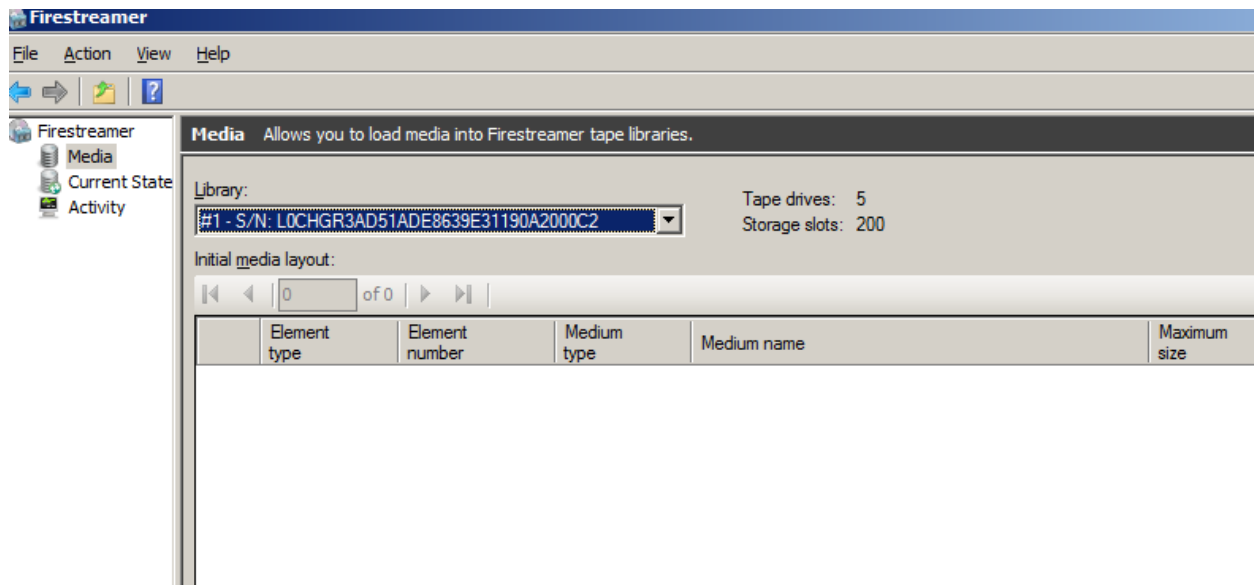 Firestreamer
File Action View Help
Firestreamer
Media
Current State
Activity
Media Allows you to load media into Firestreamer tape libraries.
Library:
#1 - S/N: L0CHGR3AD51ADE8639E31190A2000C2
Tape drives: 5
Storage slots: 200
Initial media layout:
0 of 0
Element type
Element number
Medium type
Medium name
Maximum size